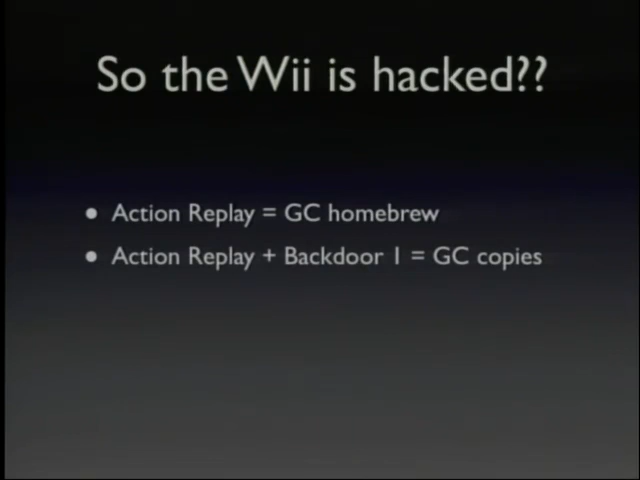 So the Wii is hacked??
• Action Replay = GC homebrew
• Action Replay + Backdoor 1 = GC copies